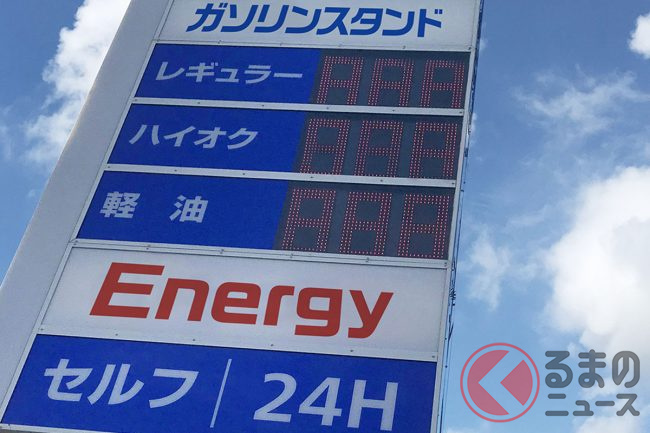 ガソリンスタンド
レギュラー
ハイオク
軽 油
Energy
セルフ 24H
くるまの
ニュース